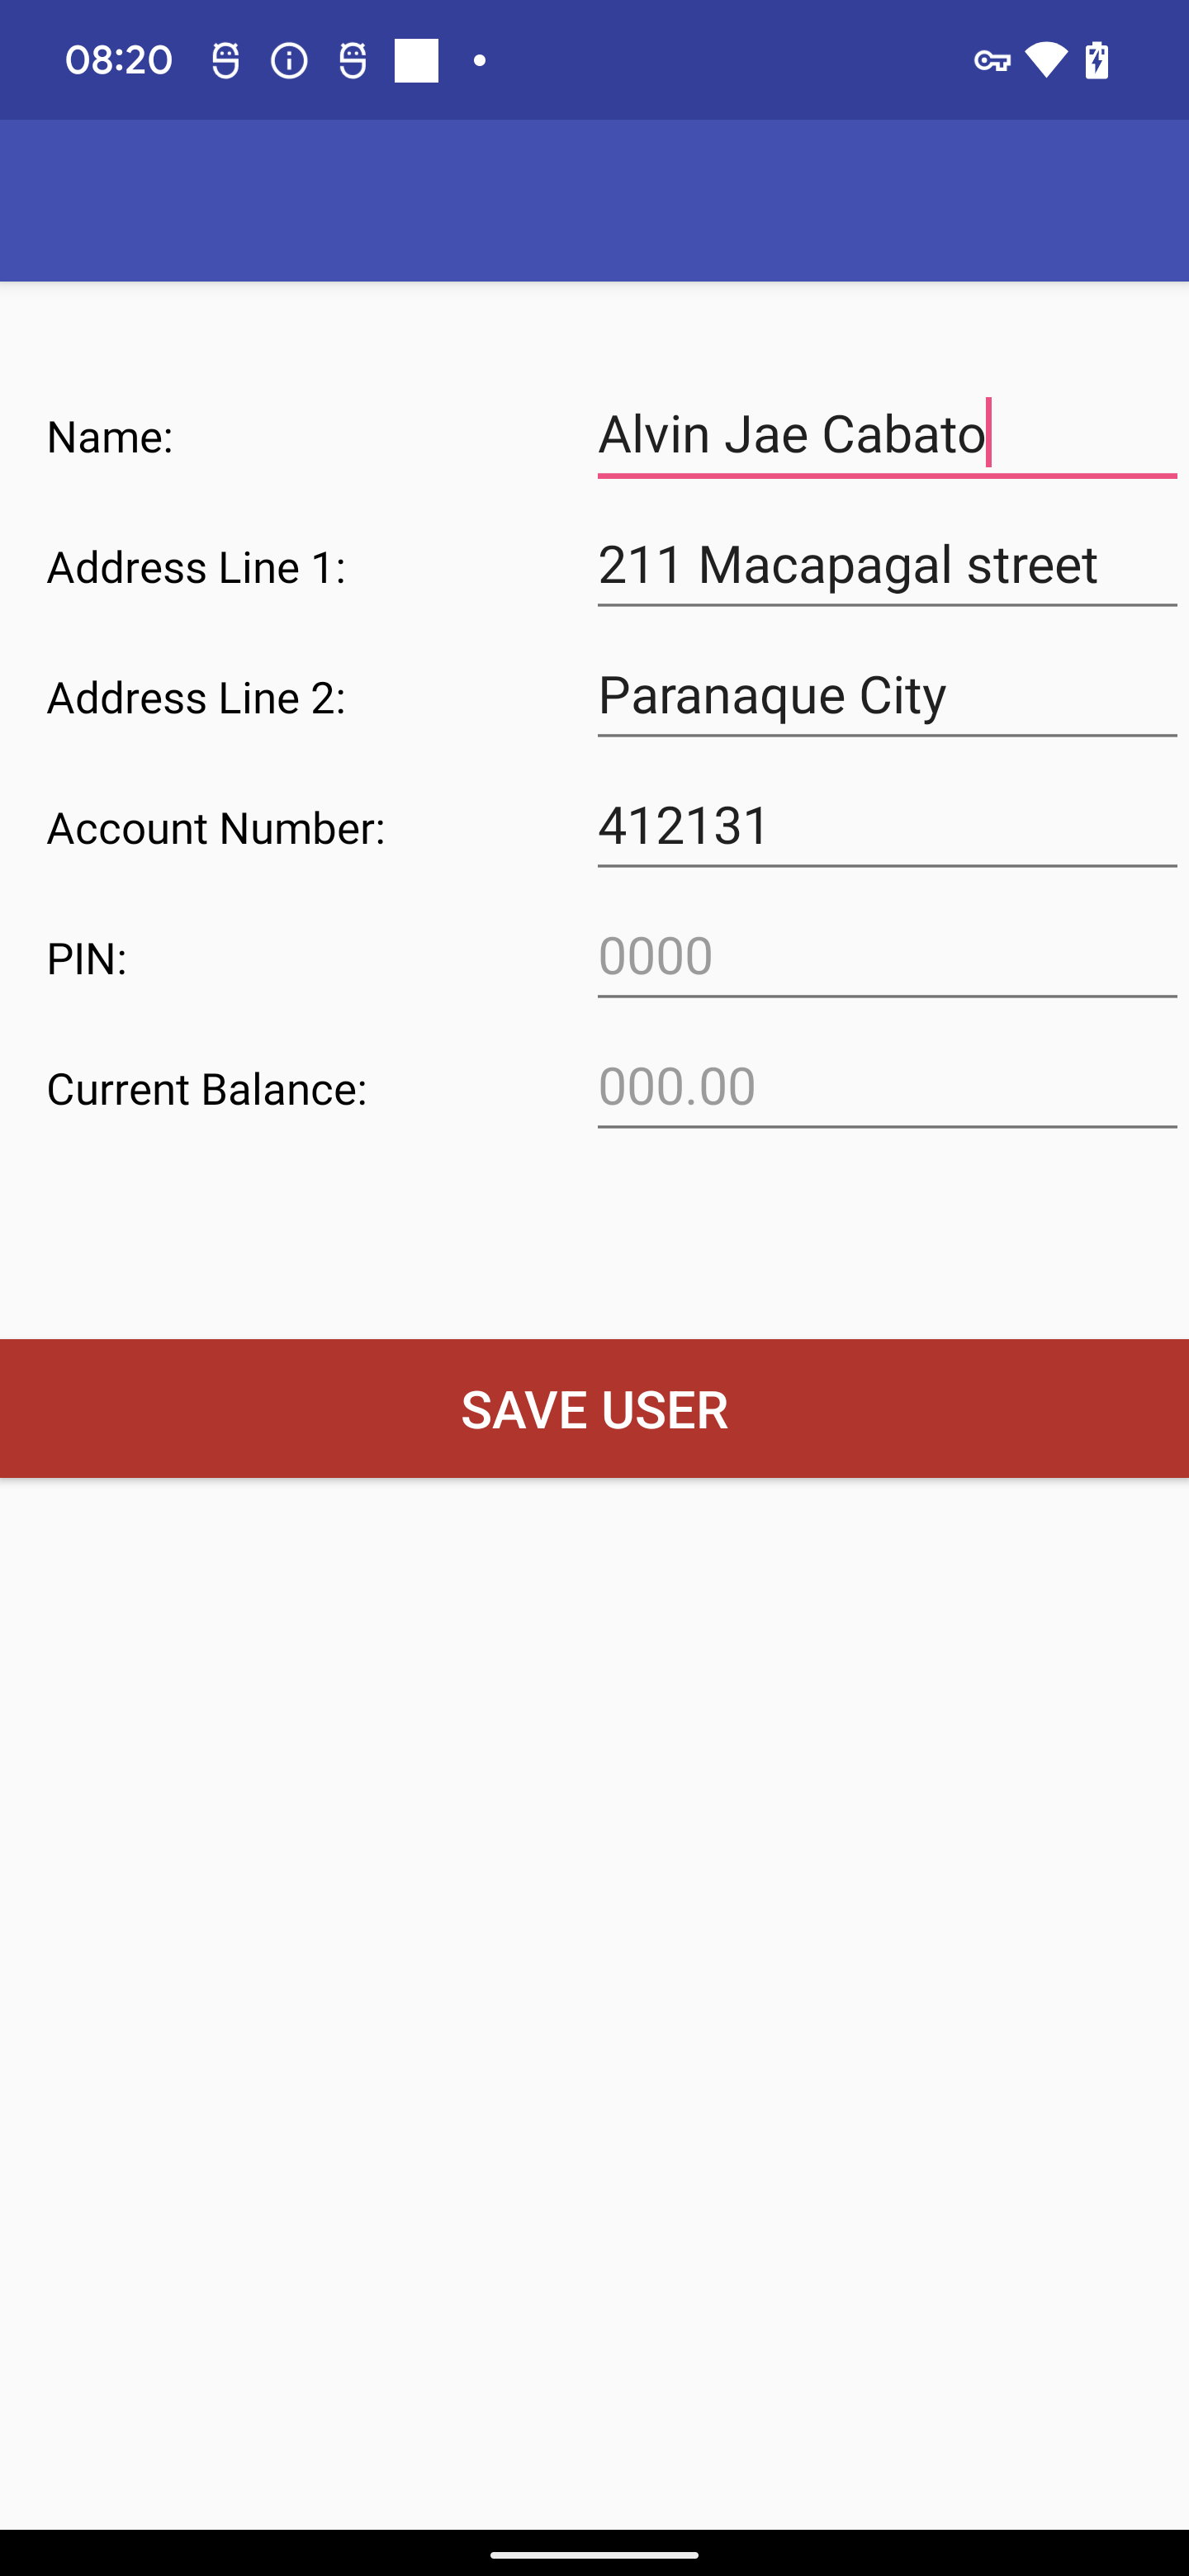 08:20
Name: Alvin Jae Cabato
Address Line 1: 211 Macapagal street
Address Line 2: Paranaque City
Account Number: 412131
PIN: 0000
Current Balance: 000.00
SAVE USER